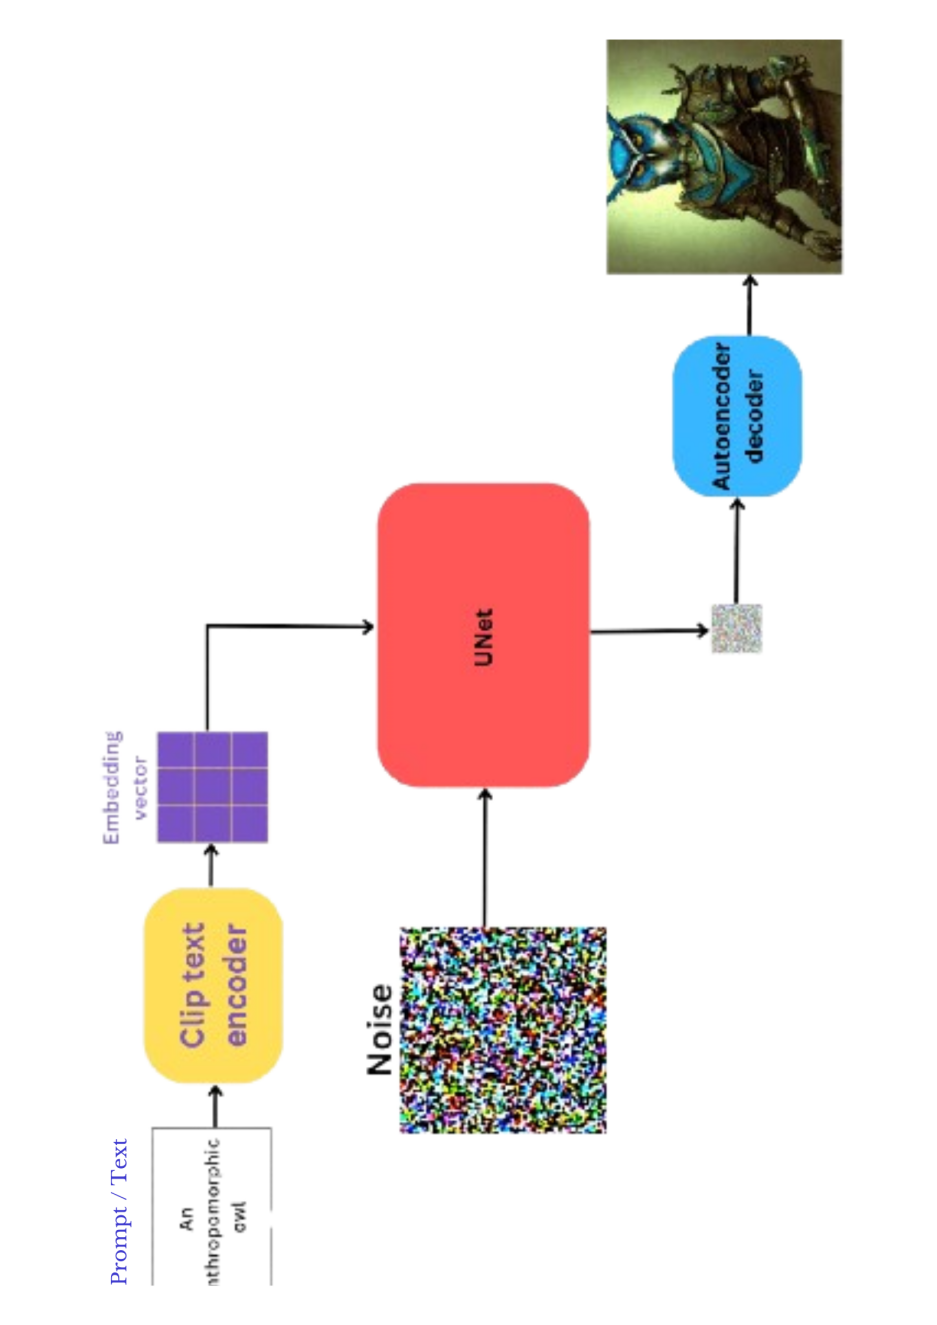 Prompt / Text
An
nthropomorphic
owl
Clip text
encoder
Embedding
vector
Noise
UNet
Autoencoder
decoder